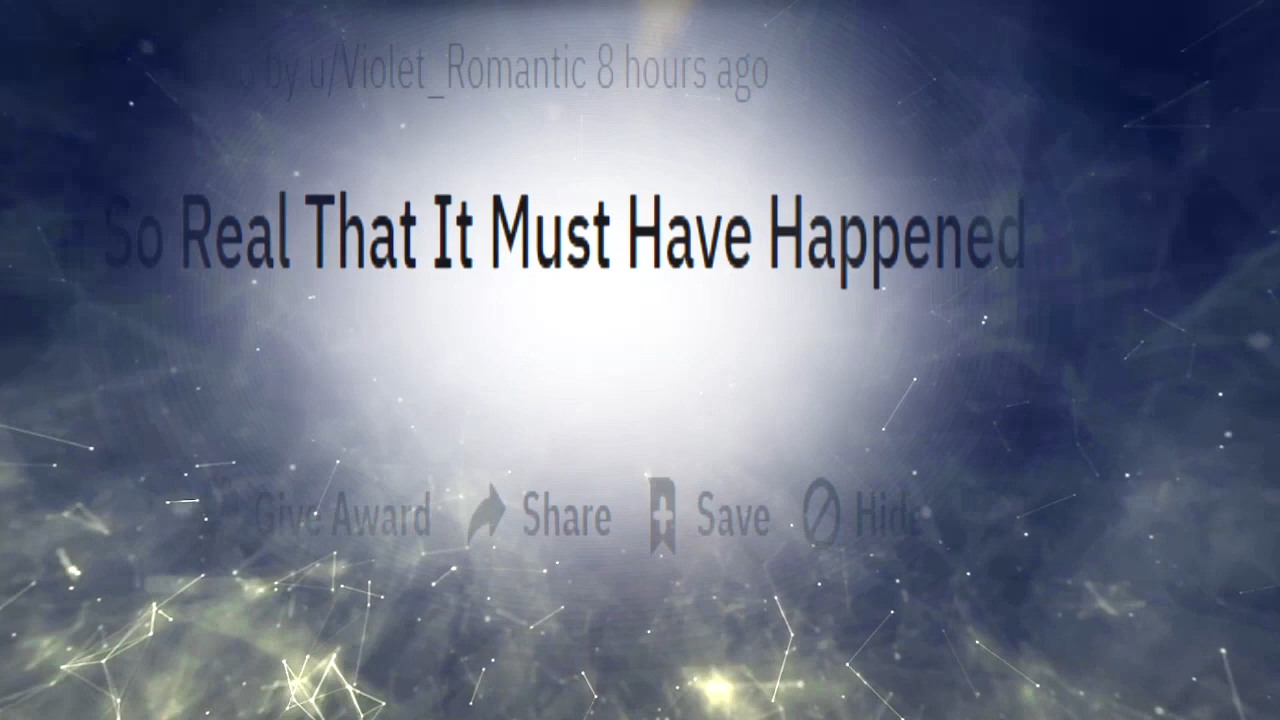 by u/Violet_Romantic 8 hours ago
So Real That It Must Have Happened
Give Award Share Save Hide